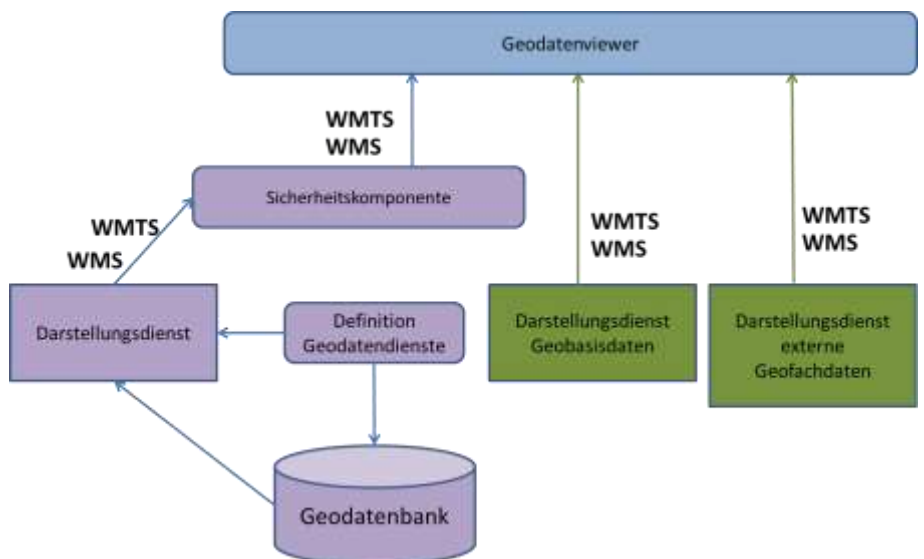 Geodatenviewer
WMTS
WMS
Sicherheitskomponente
WMTS
WMS
WMTS
WMS
WMTS
WMS
Darstellungsdienst
Definition
Geodatendienste
Darstellungsdienst
Geobasisdaten
Darstellungsdienst
externe
Geofachdaten
Geodatenbank